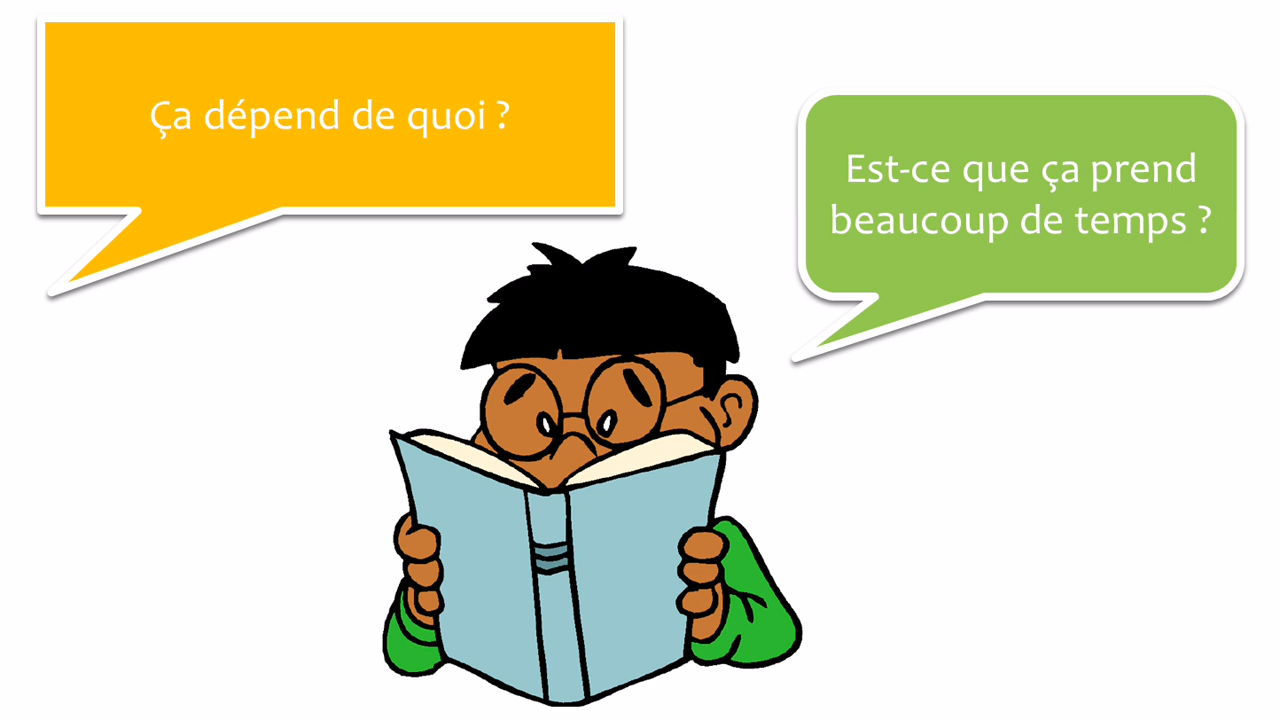 Ça dépend de quoi ?
Est-ce que ça prend
beaucoup de temps ?